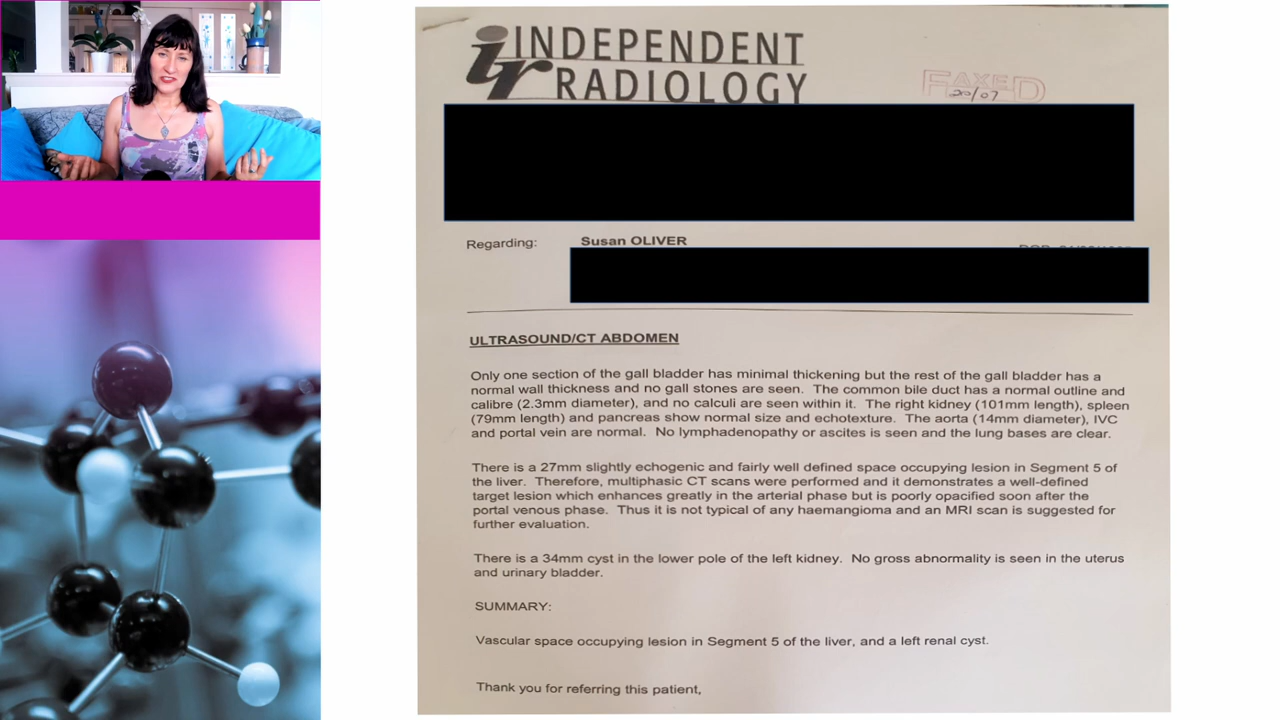 INDEPENDENT
RADIOLOGY
FAXED
20/07
Regarding:
Susan OLIVER
ULTRASOUND/CT ABDOMEN
Only one section of the gall bladder has minimal thickening but the rest of the gall bladder has a
normal wall thickness and no gall stones are seen. The common bile duct has a normal outline and
calibre (2.3mm diameter), and no calculi are seen within it. The right kidney (101mm length), spleen
(79mm length) and pancreas show normal size and echotexture. The aorta (14mm diameter), IVC
and portal vein are normal. No lymphadenopathy or ascites is seen and the lung bases are clear.
There is a 27mm slightly echogenic and fairly well defined space occupying lesion in Segment 5 of
the liver. Therefore, multiphasic CT scans were performed and it demonstrates a well-defined
target lesion which enhances greatly in the arterial phase but is poorly opacified soon after the
portal venous phase. Thus it is not typical of any haemangioma and an MRI scan is suggested for
further evaluation.
There is a 34mm cyst in the lower pole of the left kidney. No gross abnormality is seen in the uterus
and urinary bladder.
SUMMARY:
Vascular space occupying lesion in Segment 5 of the liver, and a left renal cyst.
Thank you for referring this patient,